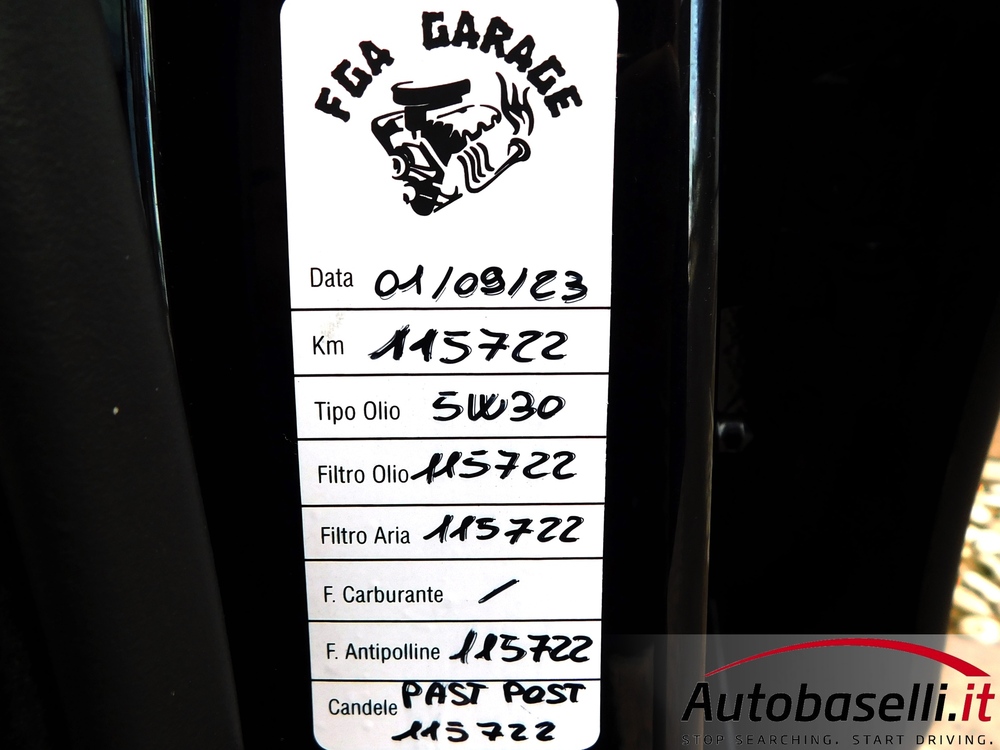 FGA GARAGE
Data 01/09/23
Km 115722
Tipo Olio 5W30
Filtro Olio 115722
Filtro Aria 115722
F. Carburante /
F. Antipolline 115722
Candele PAST POST
115722
Autobaselli.it
STOP SEARCHING. START DRIVING.